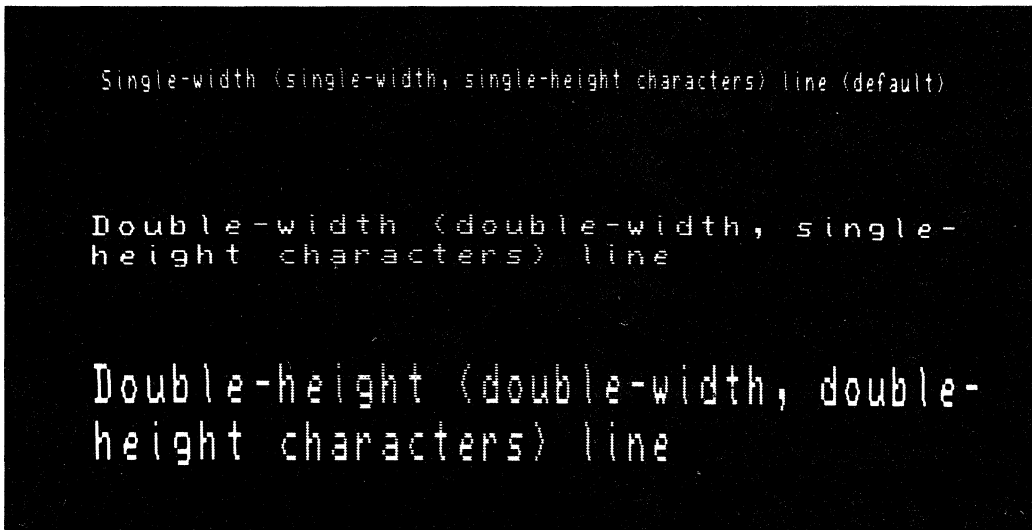 Single-width (single-width, single-height characters) line (default)
Double-width (double-width, single-
height characters) line
Double-height (double-width, double-
height characters) line